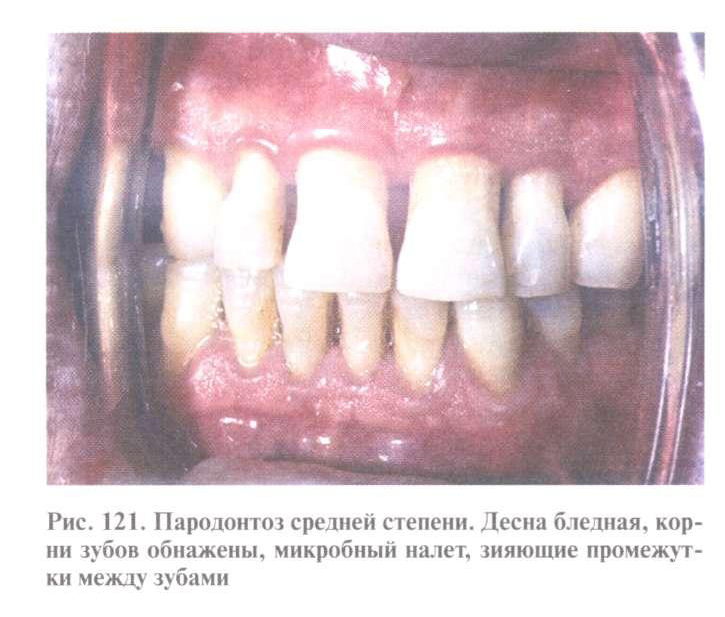 Рис. 121. Пародонтоз средней степени. Десна бледная, кор-
ни зубов обнажены, микробный налет, зияющие промежут-
ки между зубами